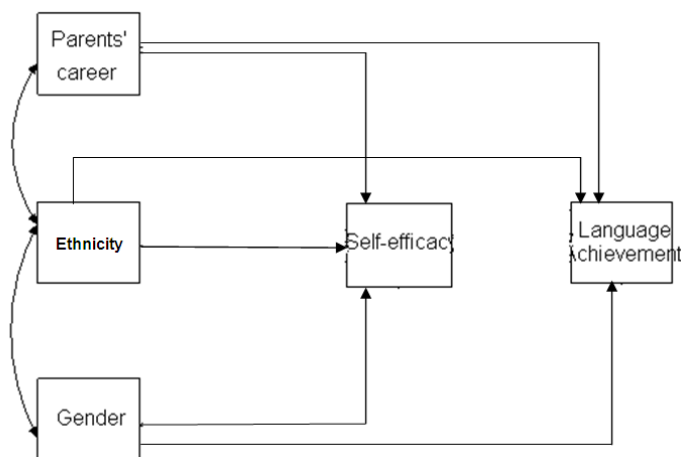 Parents'
career
Ethnicity
Self-efficacy
Language
Achievement
Gender